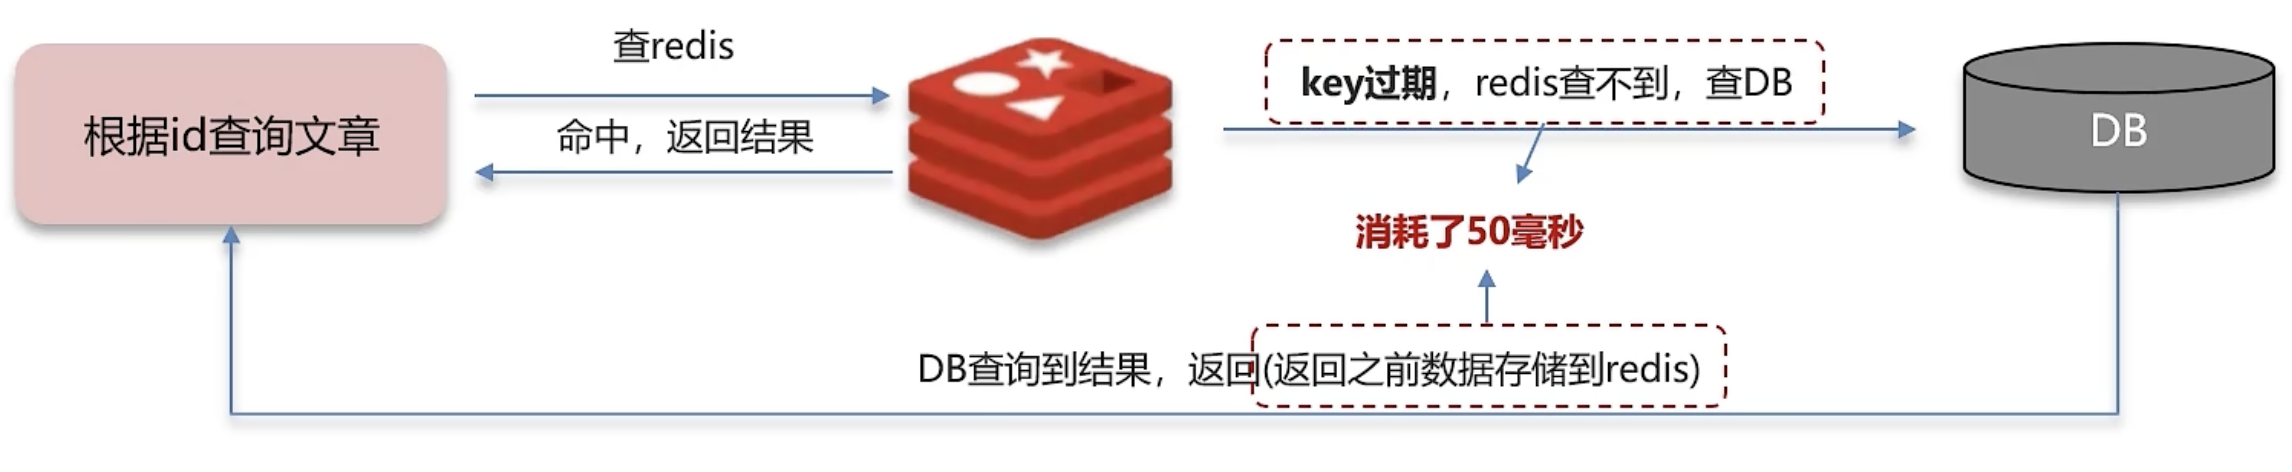 查redis
key过期，redis查不到，查DB
根据id查询文章
命中，返回结果
DB
消耗了50毫秒
DB查询到结果，返回(返回之前数据存储到redis)